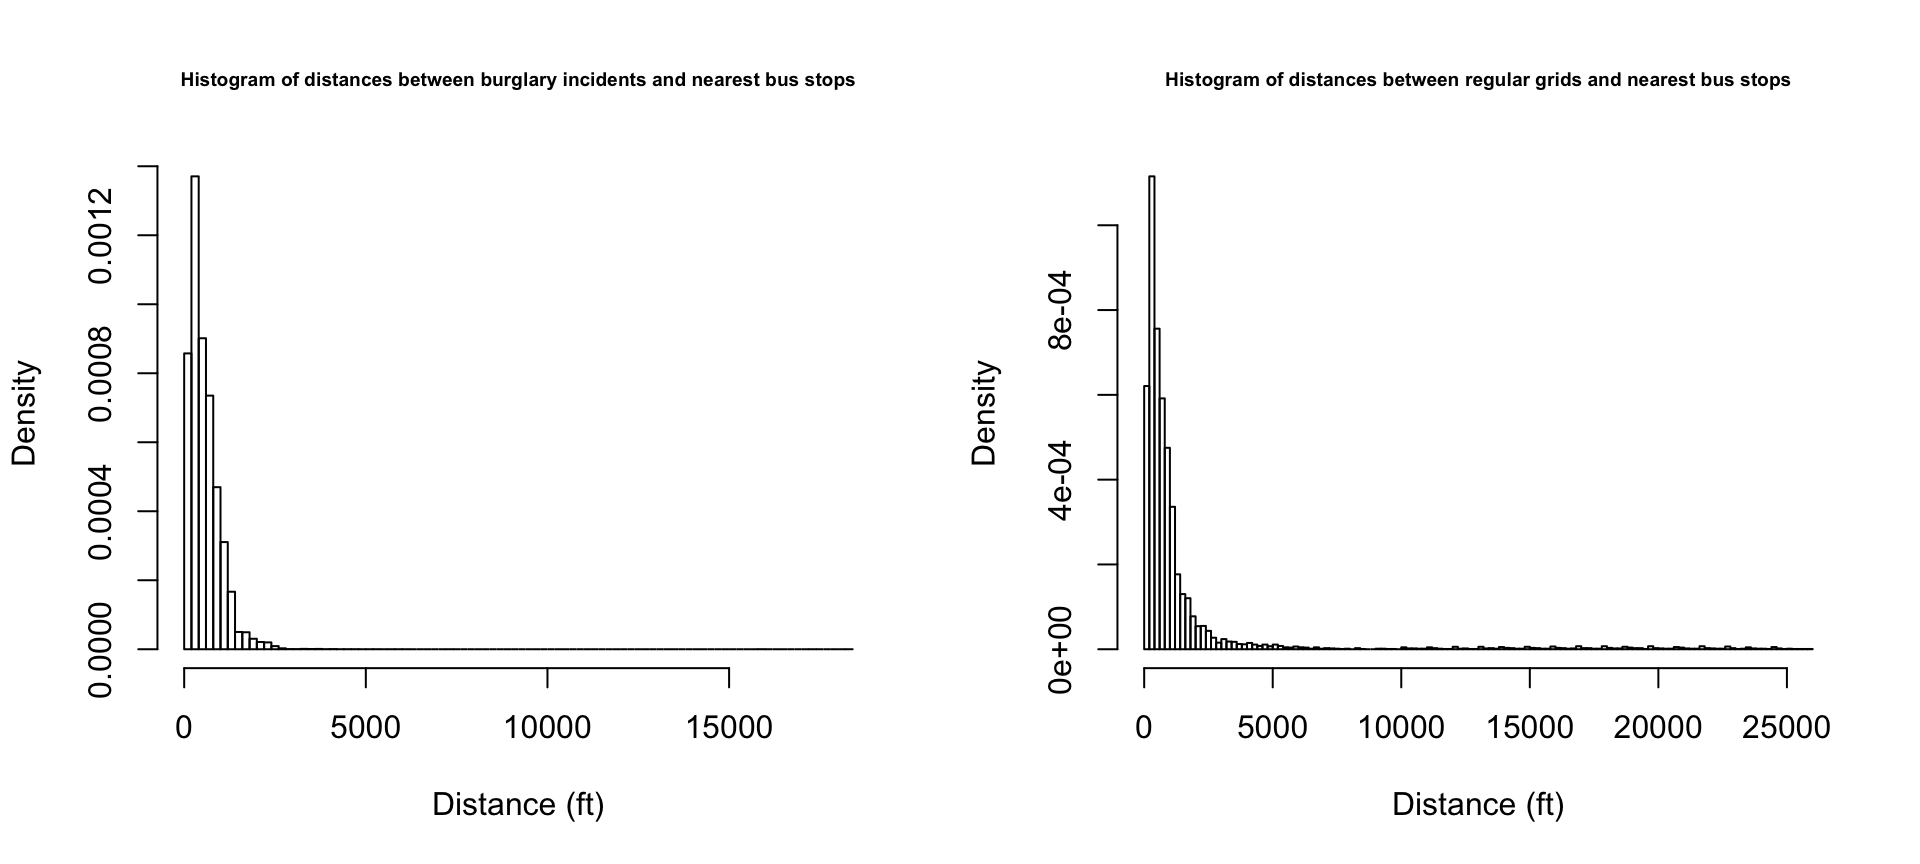 Histogram of distances between burglary incidents and nearest bus stops
Density
0.0012
0.0008
0.0004
0.0000
0 5000 10000 15000
Distance (ft)
Histogram of distances between regular grids and nearest bus stops
Density
8e-04
4e-04
0e+00
0 5000 10000 15000 20000 25000
Distance (ft)